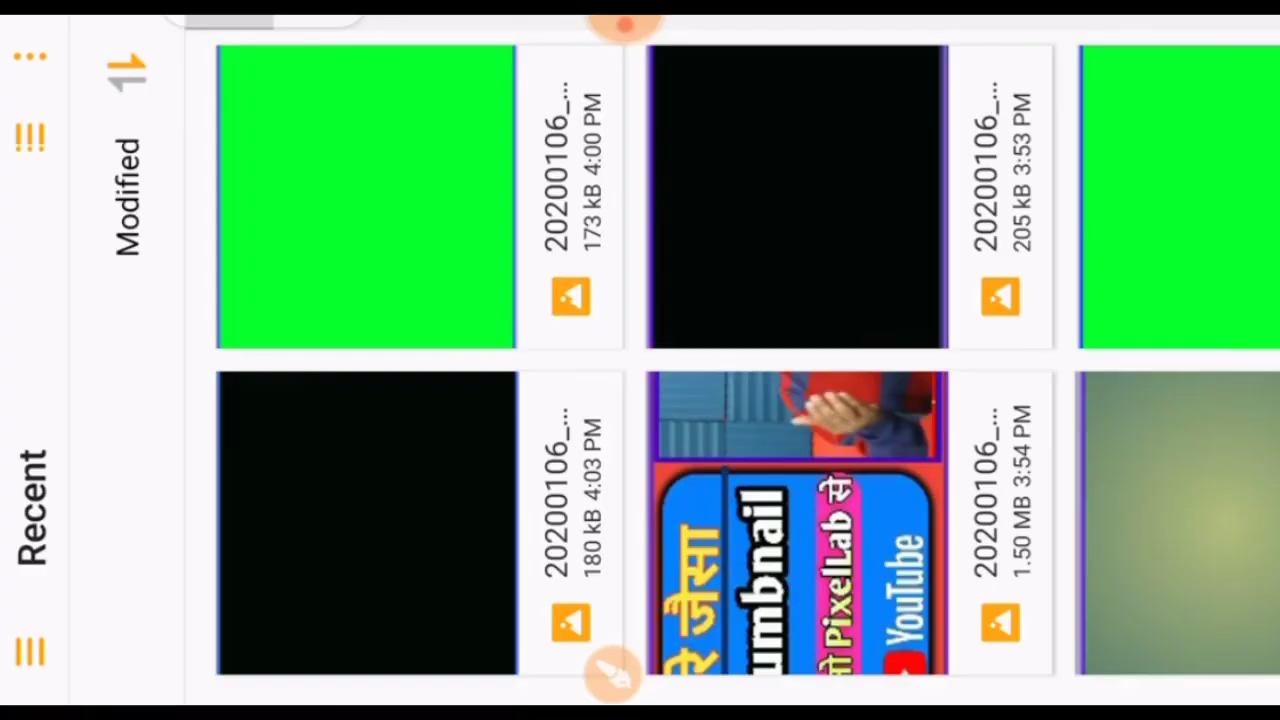 Recent
Modified
20200106_...
180 kB 4:03 PM
20200106_...
173 kB 4:00 PM
जैसा
umbnail
PixelLab से
YouTube
20200106_...
1.50 MB 3:54 PM
20200106_...
205 kB 3:53 PM